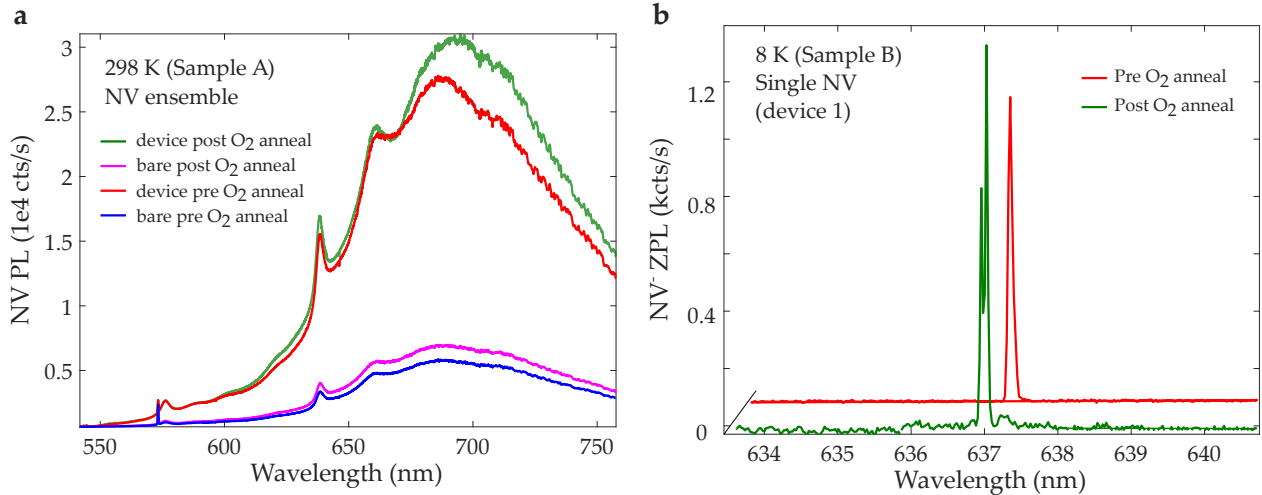 a
298 K (Sample A)
NV ensemble
device post O2 anneal
bare post O2 anneal
device pre O2 anneal
bare pre O2 anneal
NV PL (1e4 cts/s)
3
2.5
2
1.5
1
0.5
550
600
650
700
750
Wavelength (nm)
b
8 K (Sample B)
Single NV
(device 1)
Pre O2 anneal
Post O2 anneal
NV- ZPL (kcts/s)
1.2
0.8
0.4
0
634
635
636
637
638
639
640
Wavelength (nm)